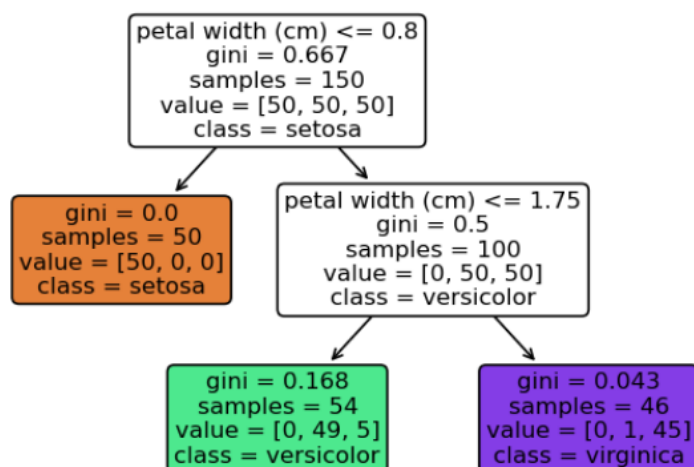 petal width (cm) <= 0.8
gini = 0.667
samples = 150
value = [50, 50, 50]
class = setosa
gini = 0.0
samples = 50
value = [50, 0, 0]
class = setosa
petal width (cm) <= 1.75
gini = 0.5
samples = 100
value = [0, 50, 50]
class = versicolor
gini = 0.168
samples = 54
value = [0, 49, 5]
class = versicolor
gini = 0.043
samples = 46
value = [0, 1, 45]
class = virginica